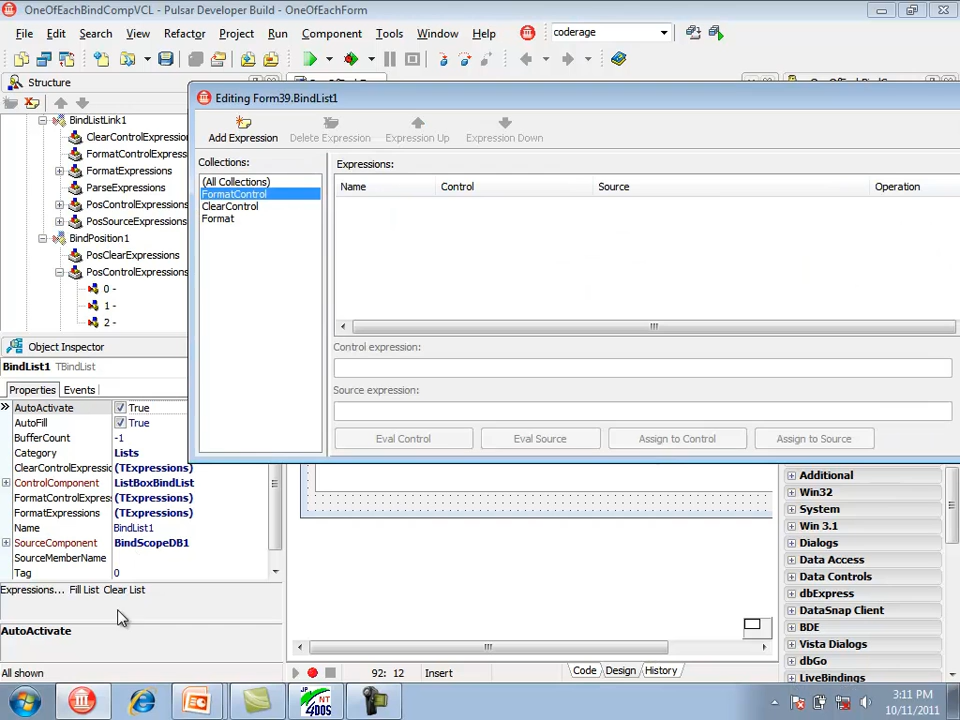 OneOfEachBindCompVCL - Pulsar Developer Build - OneOfEachForm
File Edit Search View Refactor Project Run Component Tools Window Help
coderage
Structure
Editing Form39.BindList1
Add Expression Delete Expression Expression Up Expression Down
Collections:
(All Collections)
FormatControl
ClearControl
Format
Expressions:
Name Control Source Operation
Control expression:
Source expression:
Eval Control Eval Source Assign to Control Assign to Source
BindListLink1
ClearControlExpression
FormatControlExpress
FormatExpressions
ParseExpressions
PosControlExpressions
PosSourceExpressions
BindPosition1
PosClearExpressions
PosControlExpressions
0 -
1 -
2 -
Object Inspector
BindList1 TBindList
Properties Events
AutoActivate True
AutoFill True
BufferCount -1
Category Lists
ClearControlExpressic (TExpressions)
ControlComponent ListBoxBindList
FormatControlExpress (TExpressions)
FormatExpressions (TExpressions)
Name BindList1
SourceComponent BindScopeDB1
SourceMemberName
Tag 0
Expressions... Fill List Clear List
AutoActivate
All shown
92: 12 Insert
Code Design History
Additional
Win32
System
Win 3.1
Dialogs
Data Access
Data Controls
dbExpress
DataSnap Client
BDE
Vista Dialogs
dbGo
LiveBindings
JP NT
4DOS
3:11 PM
10/11/2011